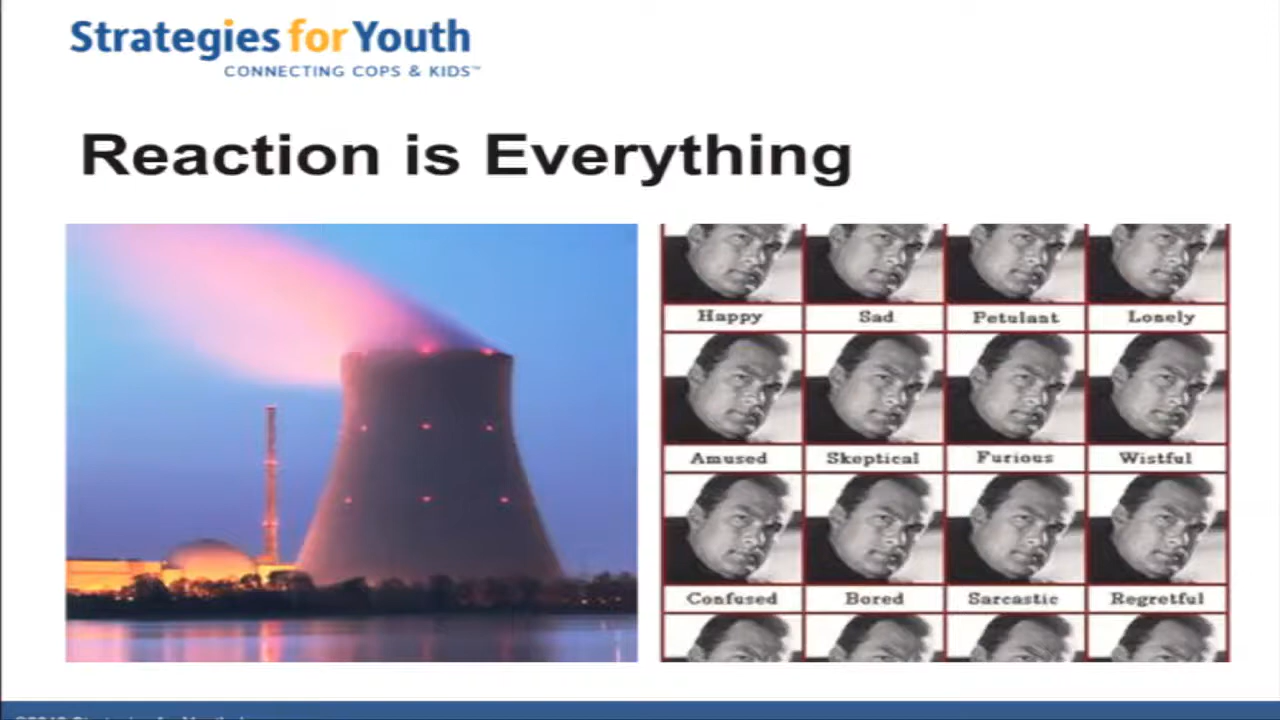 Strategies for Youth
CONNECTING COPS & KIDS™
Reaction is Everything
Happy Sad Petulant Lonely
Amused Skeptical Furious Wistful
Confused Bored Sarcastic Regretful